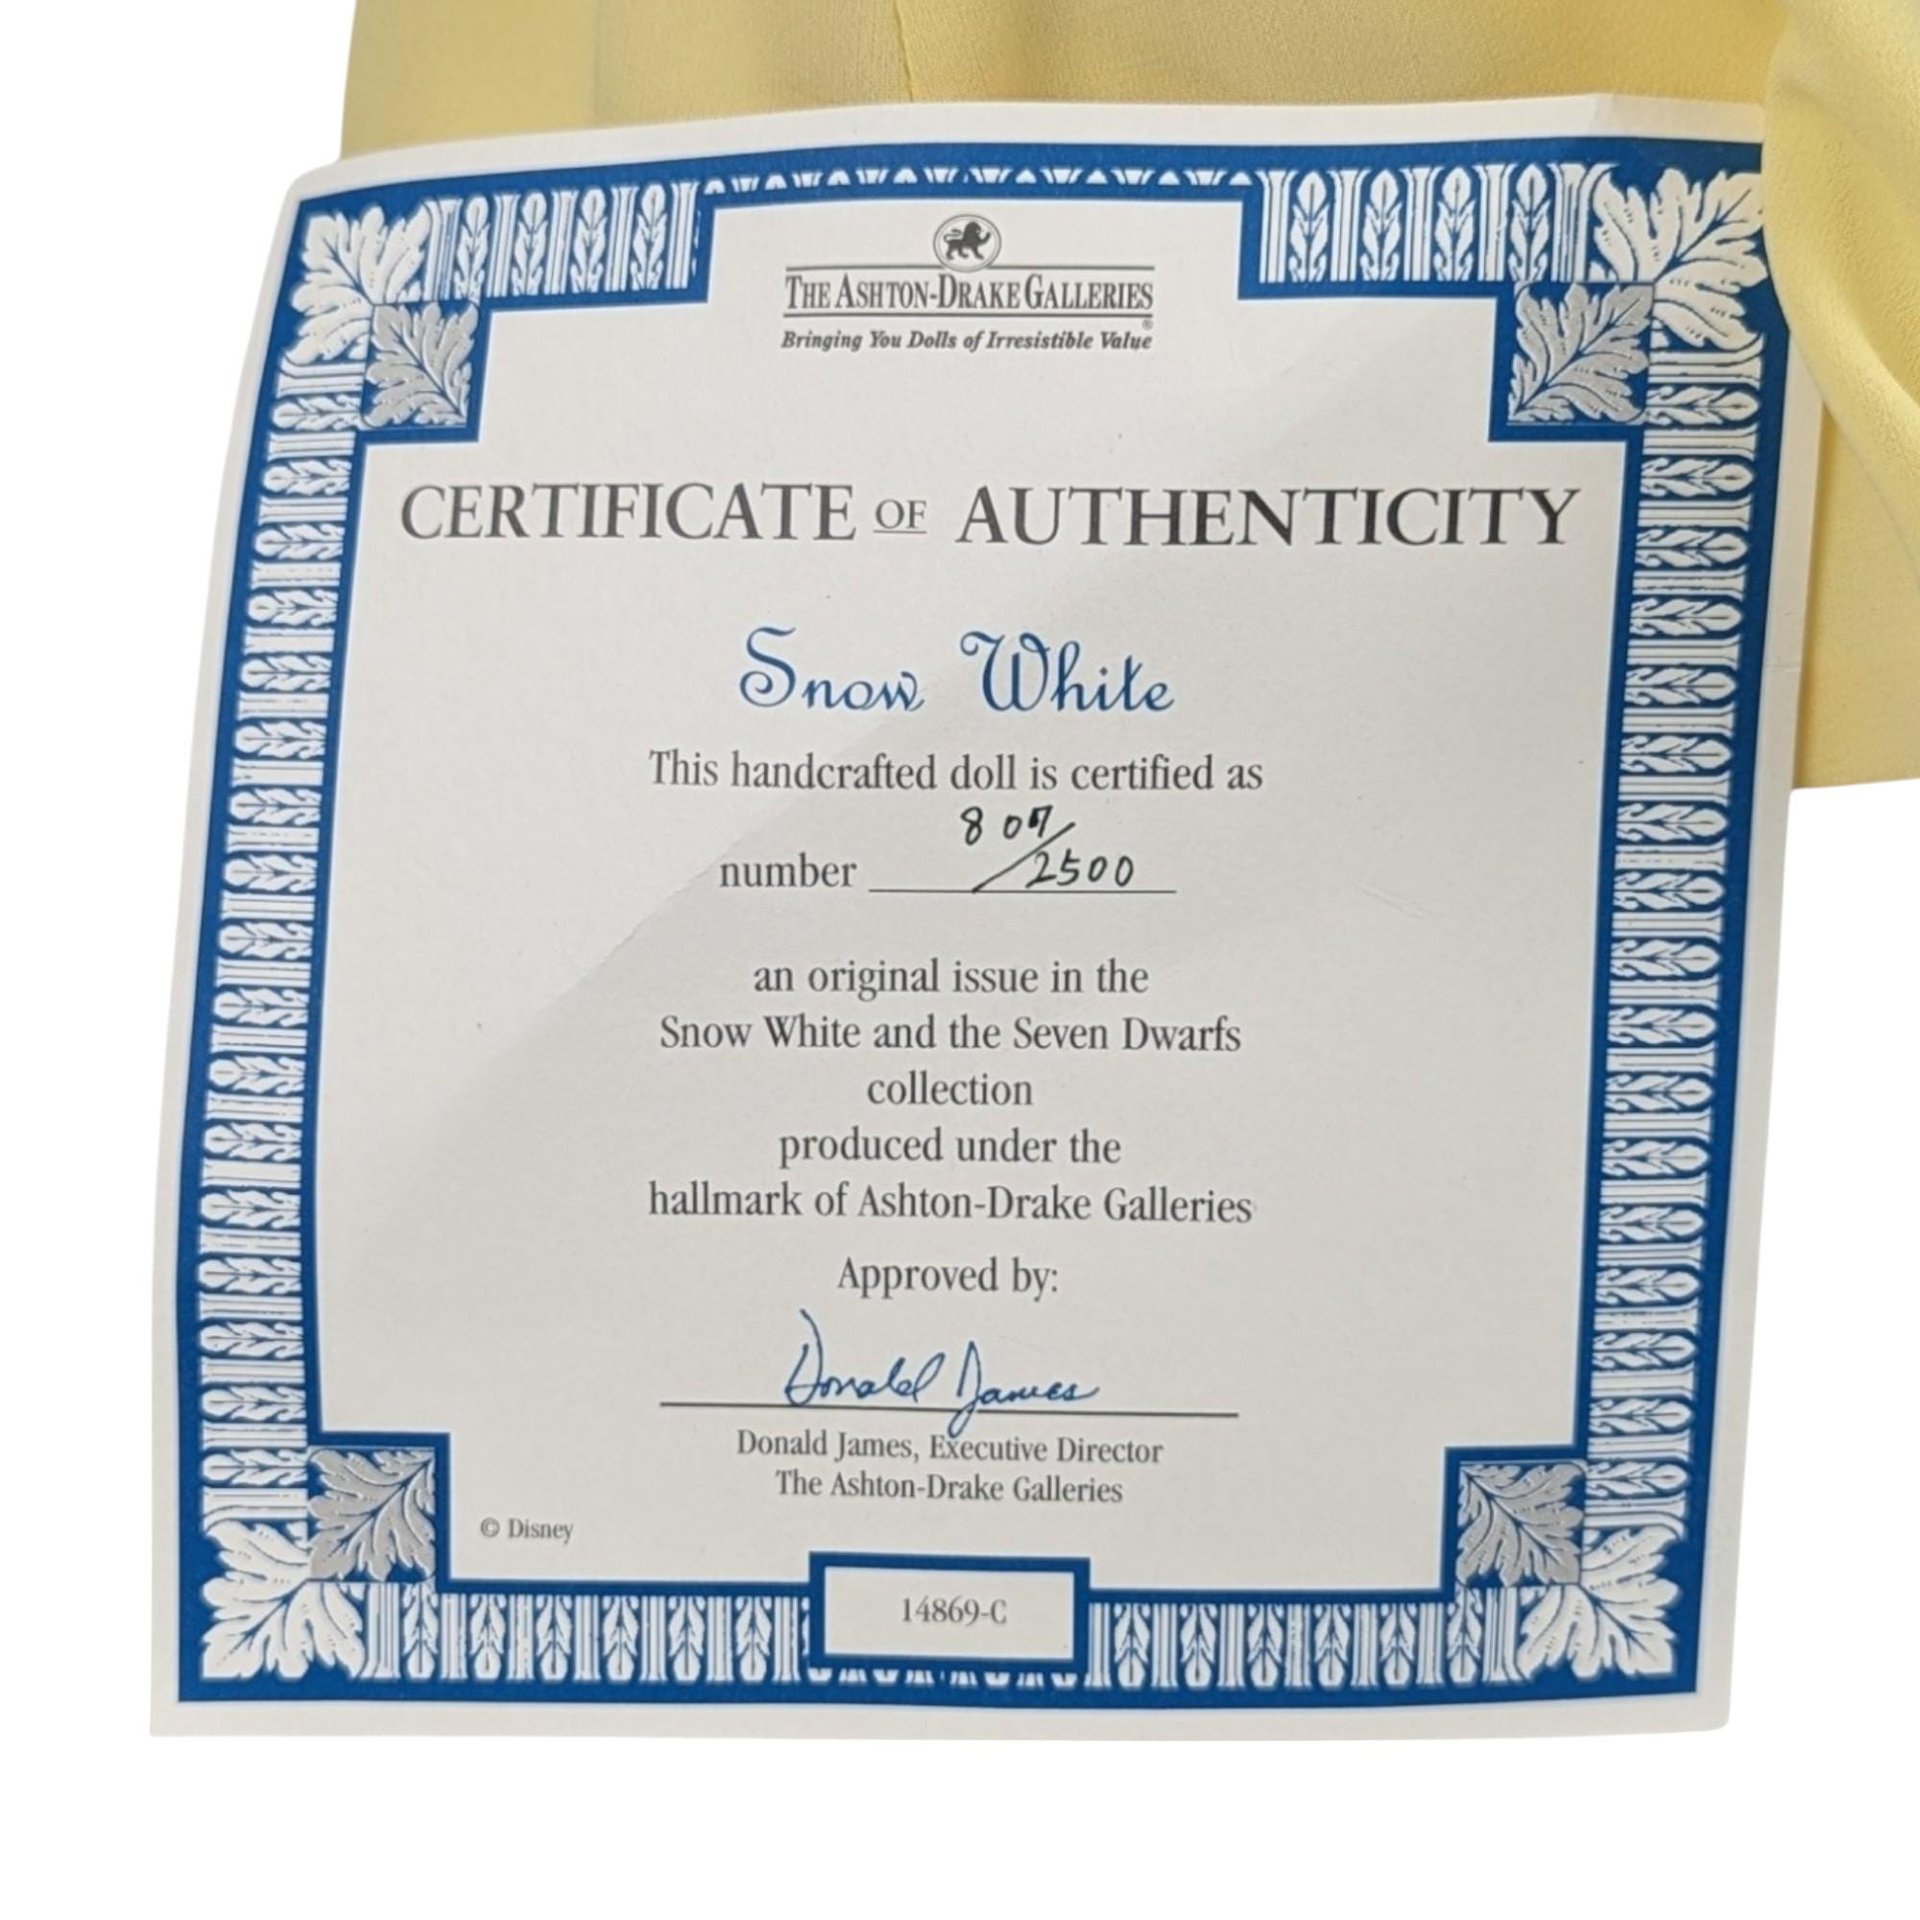 THE ASHTON-DRAKE GALLERIES
Bringing You Dolls of Irresistible Value®
CERTIFICATE OF AUTHENTICITY
Snow White
This handcrafted doll is certified as
number 807/2500
an original issue in the
Snow White and the Seven Dwarfs
collection
produced under the
hallmark of Ashton-Drake Galleries
Approved by:
Donald James
Donald James, Executive Director
The Ashton-Drake Galleries
© Disney
14869-C